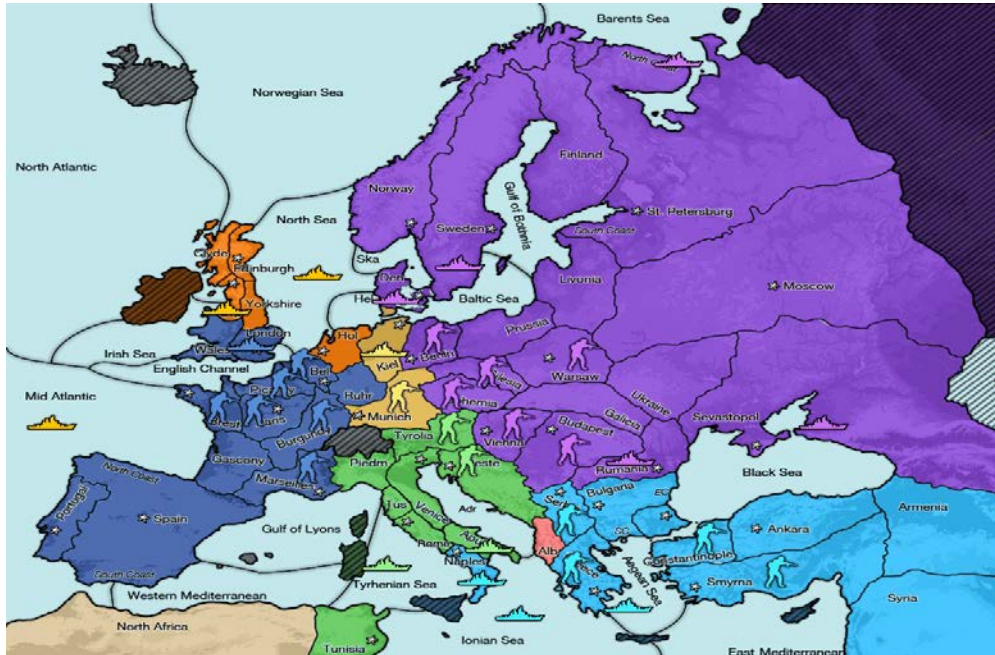 Barents Sea
North Coast
Norwegian Sea
North Atlantic
Finland
Norway
Gulf of Bothnia
St. Petersburg
North Sea
Sweden
South Coast
Clyde
Ska
Edinburgh
Den
Livonia
Moscow
Hel
Baltic Sea
Yorkshire
Prussia
London
Hol
Irish Sea
Wales
Berlin
English Channel
Bel
Kiel
Warsaw
Silesia
Picardy
Ruhr
Ukraine
Mid Atlantic
Munich
Galicia
Sevastopol
Brest
Paris
Budapest
Burgundy
Tyrolia
Vienna
Gascony
Piedm
Rumania
Black Sea
North Coast
Marseilles
Bulgaria
EC
Armenia
Portugal
Tus
Venice
Adr
Spain
Gulf of Lyons
Apu
SC
Ankara
Rome
Alb
Constantinople
Naples
Aegean Sea
South Coast
Tyrrhenian Sea
Smyrna
Western Mediterranean
Syria
North Africa
Ionian Sea
Tunisia
East Mediterranean